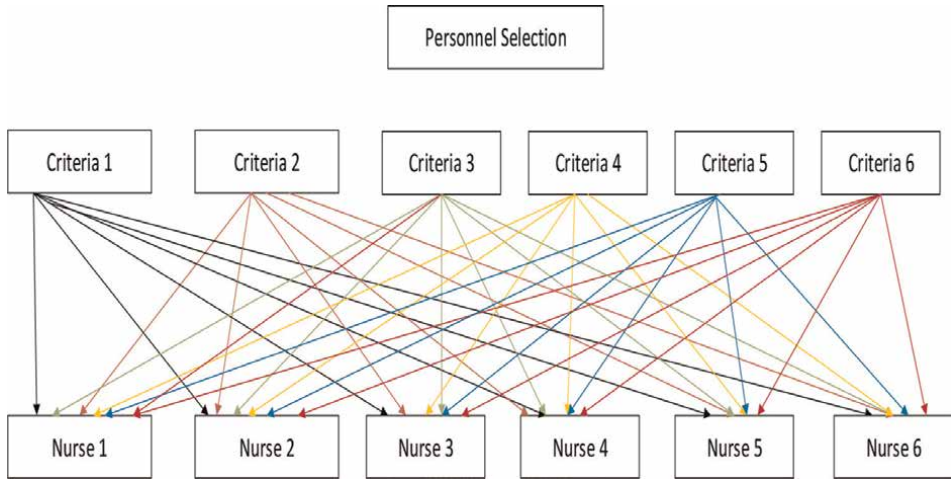 Personnel Selection
Criteria 1
Criteria 2
Criteria 3
Criteria 4
Criteria 5
Criteria 6
Nurse 1
Nurse 2
Nurse 3
Nurse 4
Nurse 5
Nurse 6